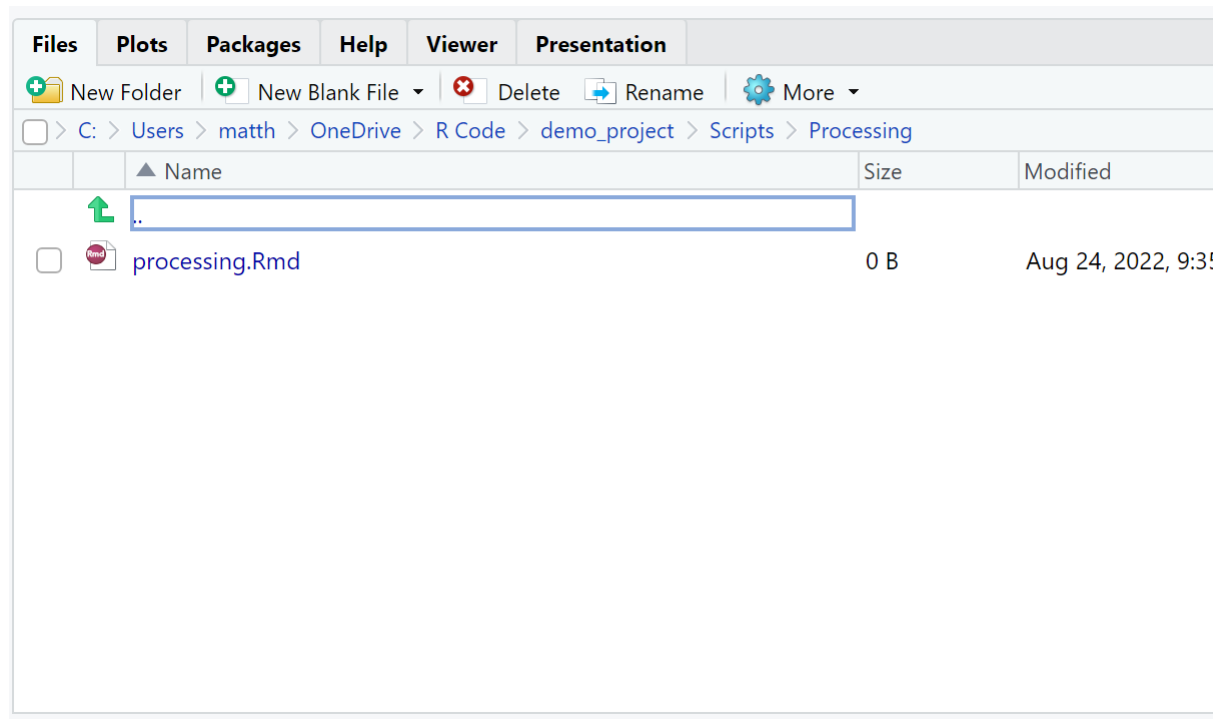 Files Plots Packages Help Viewer Presentation
New Folder New Blank File Delete Rename More
C: > Users > matth > OneDrive > R Code > demo_project > Scripts > Processing
Name Size Modified
..
Rmd processing.Rmd 0 B Aug 24, 2022, 9:35